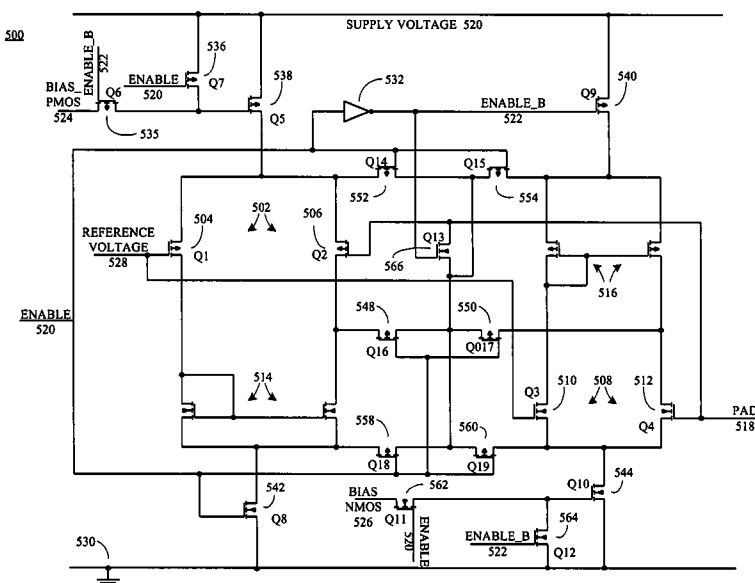 500
SUPPLY VOLTAGE 520
ENABLE_B
522
536
ENABLE
520
Q7
538
532
Q9
540
BIAS_
PMOS
524
Q6
535
Q5
ENABLE_B
522
Q14
552
Q15
554
504
502
506
REFERENCE
VOLTAGE
528
Q1
Q2
Q13
566
516
ENABLE
520
548
550
Q16
Q017
514
Q3
510
508
512
PAD
518
Q4
558
560
Q18
Q19
542
Q8
BIAS
NMOS
526
562
Q11
ENABLE
520
Q10
544
564
ENABLE_B
522
Q12
530